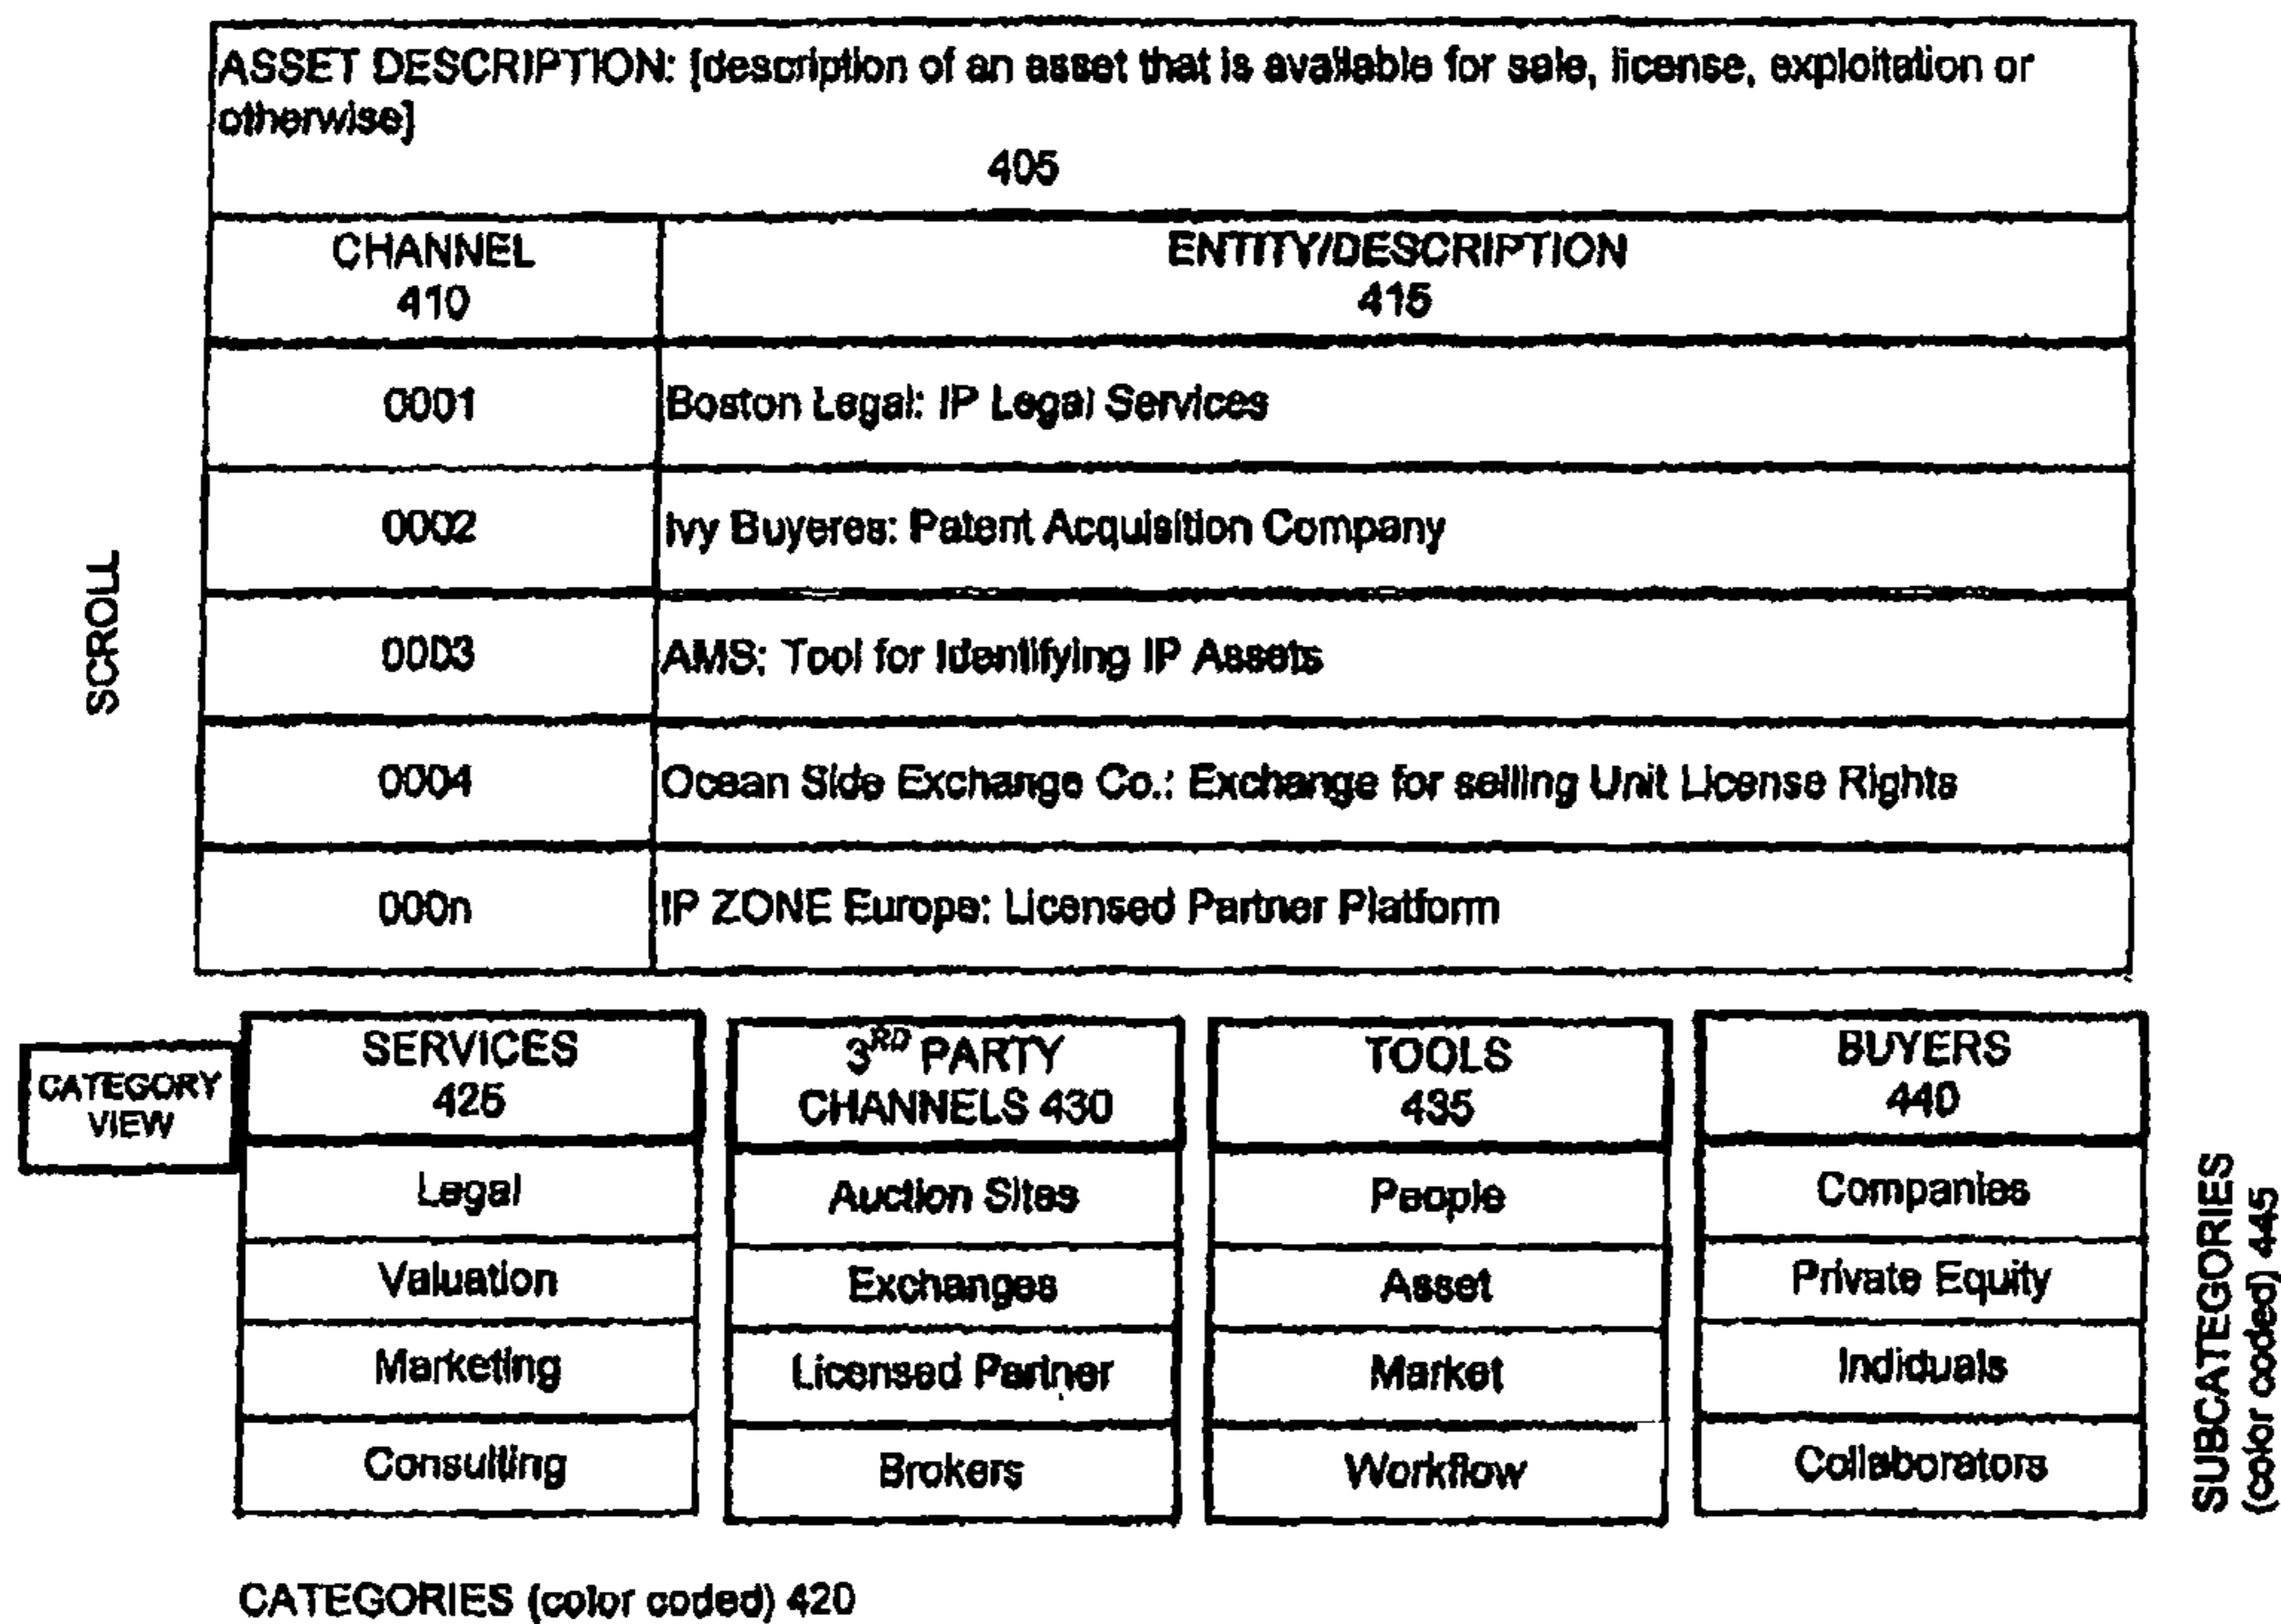 ASSET DESCRIPTION: [description of an asset that is available for sale, license, exploitation or
otherwise]
405
CHANNEL
410
ENTITY/DESCRIPTION
415
0001
Boston Legal: IP Legal Services
0002
Ivy Buyeres: Patent Acquisition Company
0003
AMS: Tool for Identifying IP Assets
0004
Ocean Side Exchange Co.: Exchange for selling Unit License Rights
000n
IP ZONE Europe: Licensed Partner Platform
SCROLL
CATEGORY
VIEW
SERVICES
425
Legal
Valuation
Marketing
Consulting
3RD PARTY
CHANNELS 430
Auction Sites
Exchanges
Licensed Partner
Brokers
TOOLS
435
People
Asset
Market
Workflow
BUYERS
440
Companies
Private Equity
Indiduals
Collaborators
SUBCATEGORIES
(color coded) 445
CATEGORIES (color coded) 420